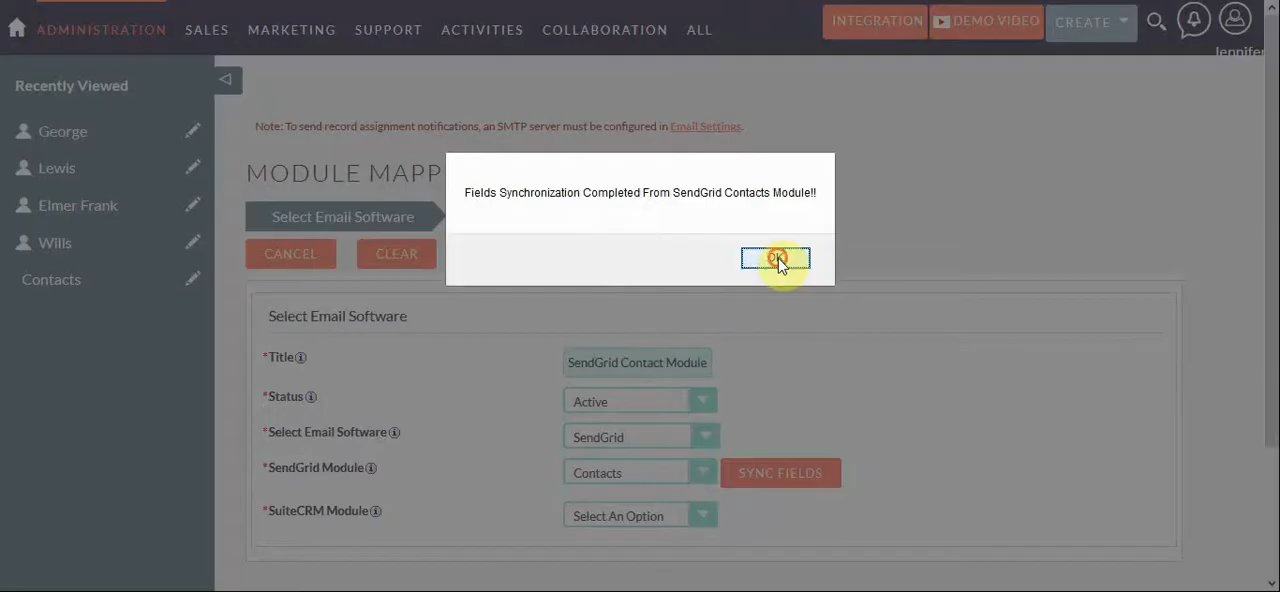 ADMINISTRATION SALES MARKETING SUPPORT ACTIVITIES COLLABORATION ALL INTEGRATION DEMO VIDEO CREATE
Jennifer
Recently Viewed
George
Lewis
Elmer Frank
Wills
Contacts
Note: To send record assignment notifications, an SMTP server must be configured in Email Settings.
MODULE MAPP
Fields Synchronization Completed From SendGrid Contacts Module!!
OK
Select Email Software
CANCEL CLEAR
Select Email Software
*Title SendGrid Contact Module
*Status Active
*Select Email Software SendGrid
*SendGrid Module Contacts SYNC FIELDS
*SuiteCRM Module Select An Option